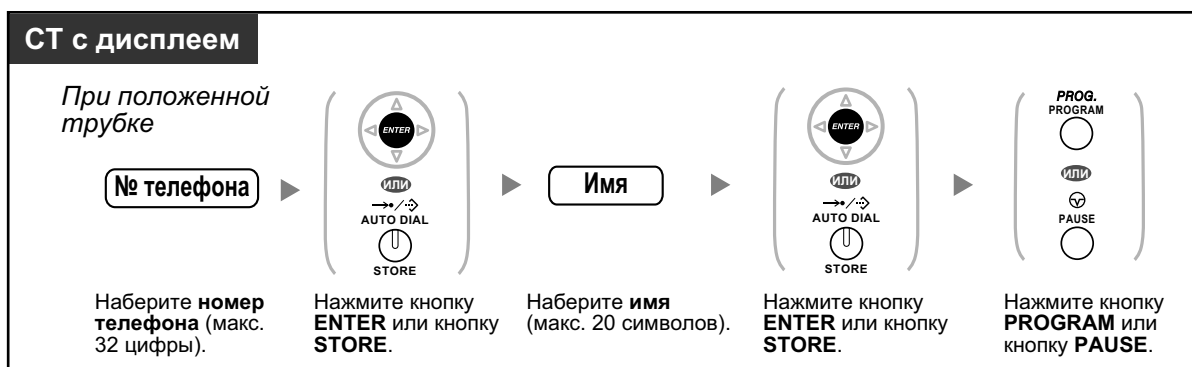 СТ с дисплеем
При положенной
трубке
№ телефона
ENTER
ИЛИ
AUTO DIAL
STORE
Имя
ENTER
ИЛИ
AUTO DIAL
STORE
PROG.
PROGRAM
ИЛИ
PAUSE
Наберите номер
телефона (макс.
32 цифры).
Нажмите кнопку
ENTER или кнопку
STORE.
Наберите имя
(макс. 20 символов).
Нажмите кнопку
ENTER или кнопку
STORE.
Нажмите кнопку
PROGRAM или
кнопку PAUSE.